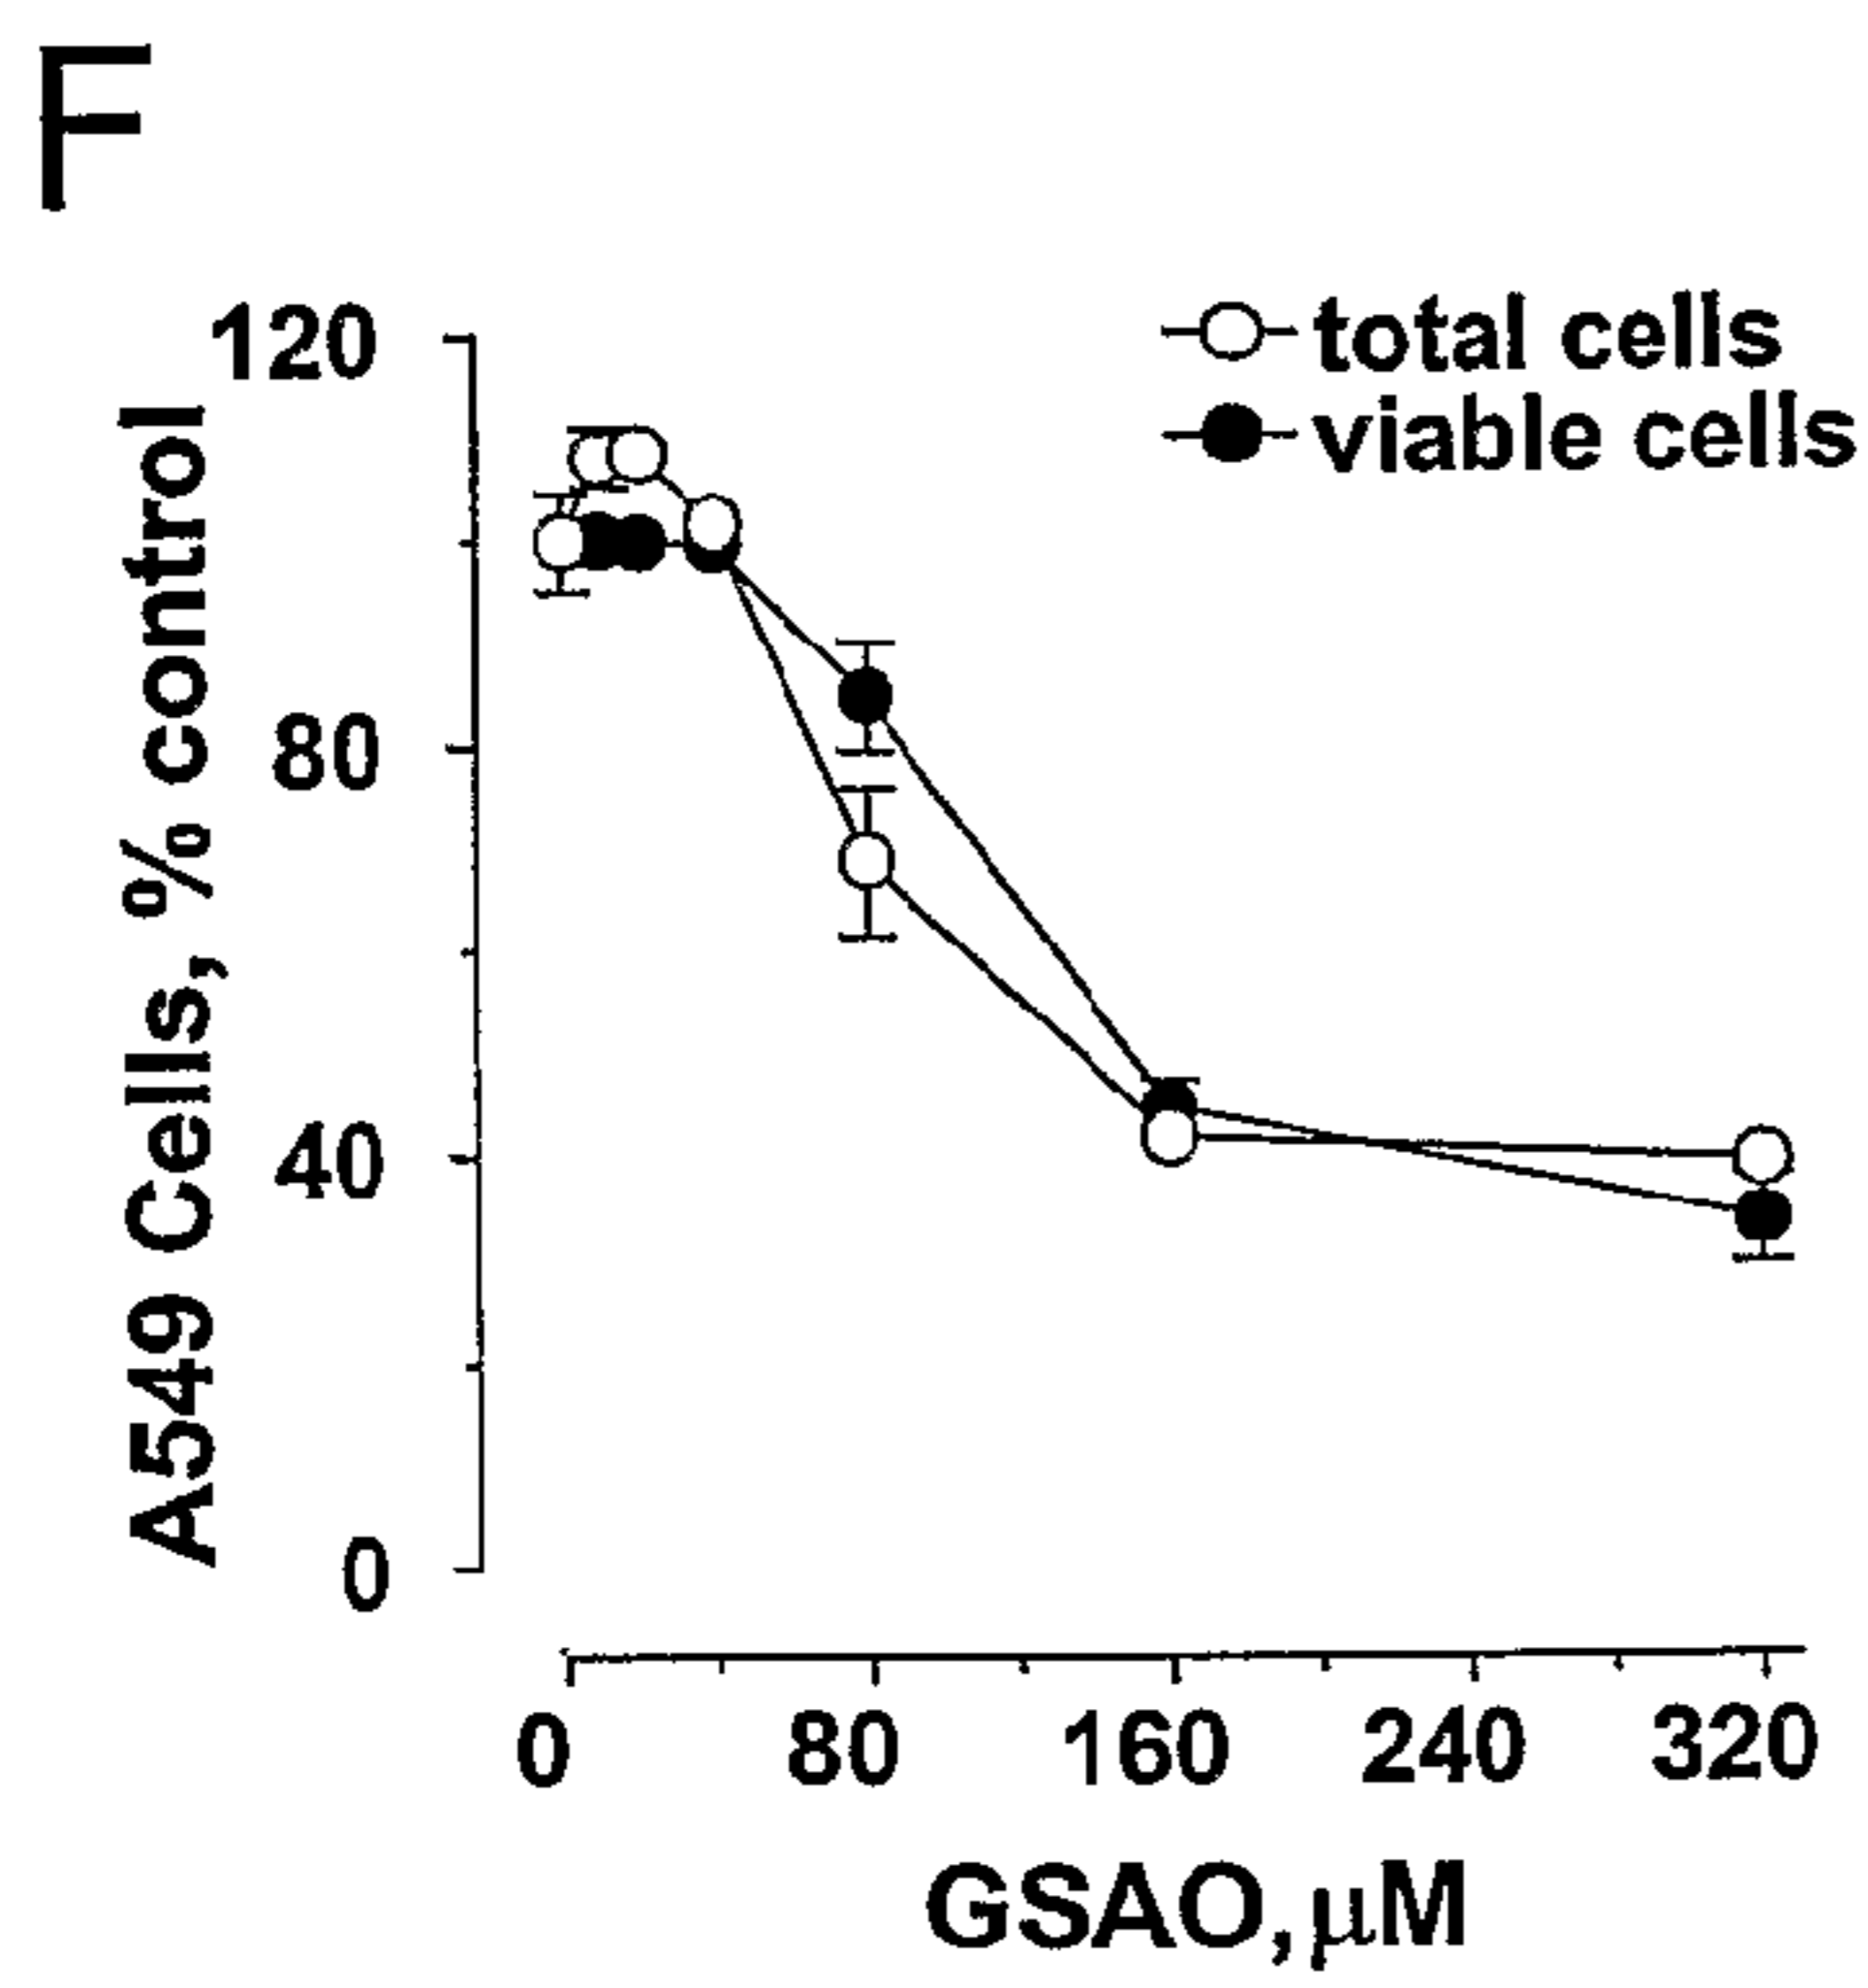 F
120
80
40
0
A549 Cells, % control
total cells
viable cells
0 80 160 240 320
GSAO, μM